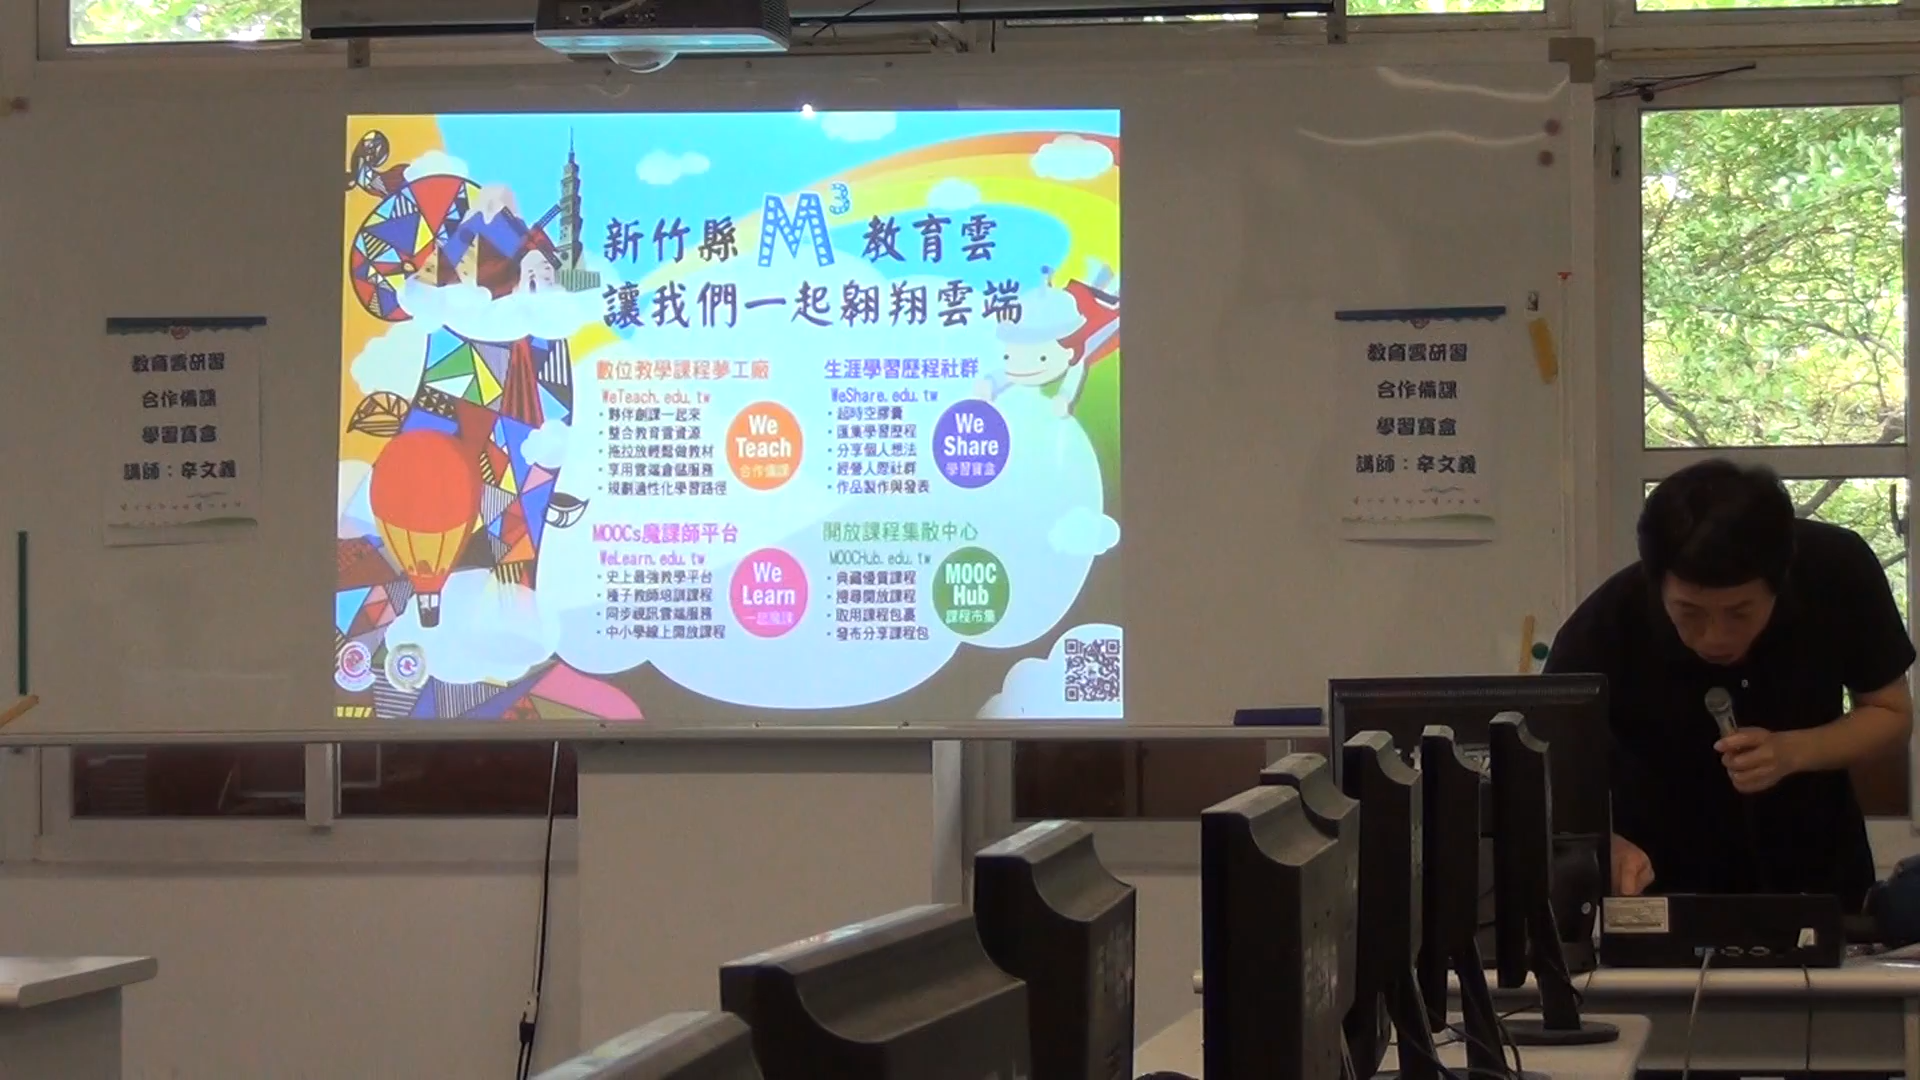 新竹縣 M³ 教育雲
讓我們一起翱翔雲端
數位教學課程夢工廠
WeTeach.edu.tw
・夥伴創課一起來
・整合教育雲資源
・拖拉放輕鬆做教材
・享用雲端倉儲服務
・規劃適性化學習路徑
We
Teach
合作備課
生涯學習歷程社群
WeShare.edu.tw
・超時空膠囊
・匯集學習歷程
・分享個人想法
・經營人際社群
・作品製作與發表
We
Share
學習寶盒
MOOCs魔課師平台
WeLearn.edu.tw
・史上最強教學平台
・種子教師培訓課程
・同步視訊雲端服務
・中小學線上開放課程
We
Learn
一起魔課
開放課程集散中心
MOOCHub.edu.tw
・典藏優質課程
・搜尋開放課程
・取用課程包裹
・發布分享課程包
MOOC
Hub
課程市集
教育雲研習
合作備課
學習寶盒
講師：辛文義
教育雲研習
合作備課
學習寶盒
講師：辛文義